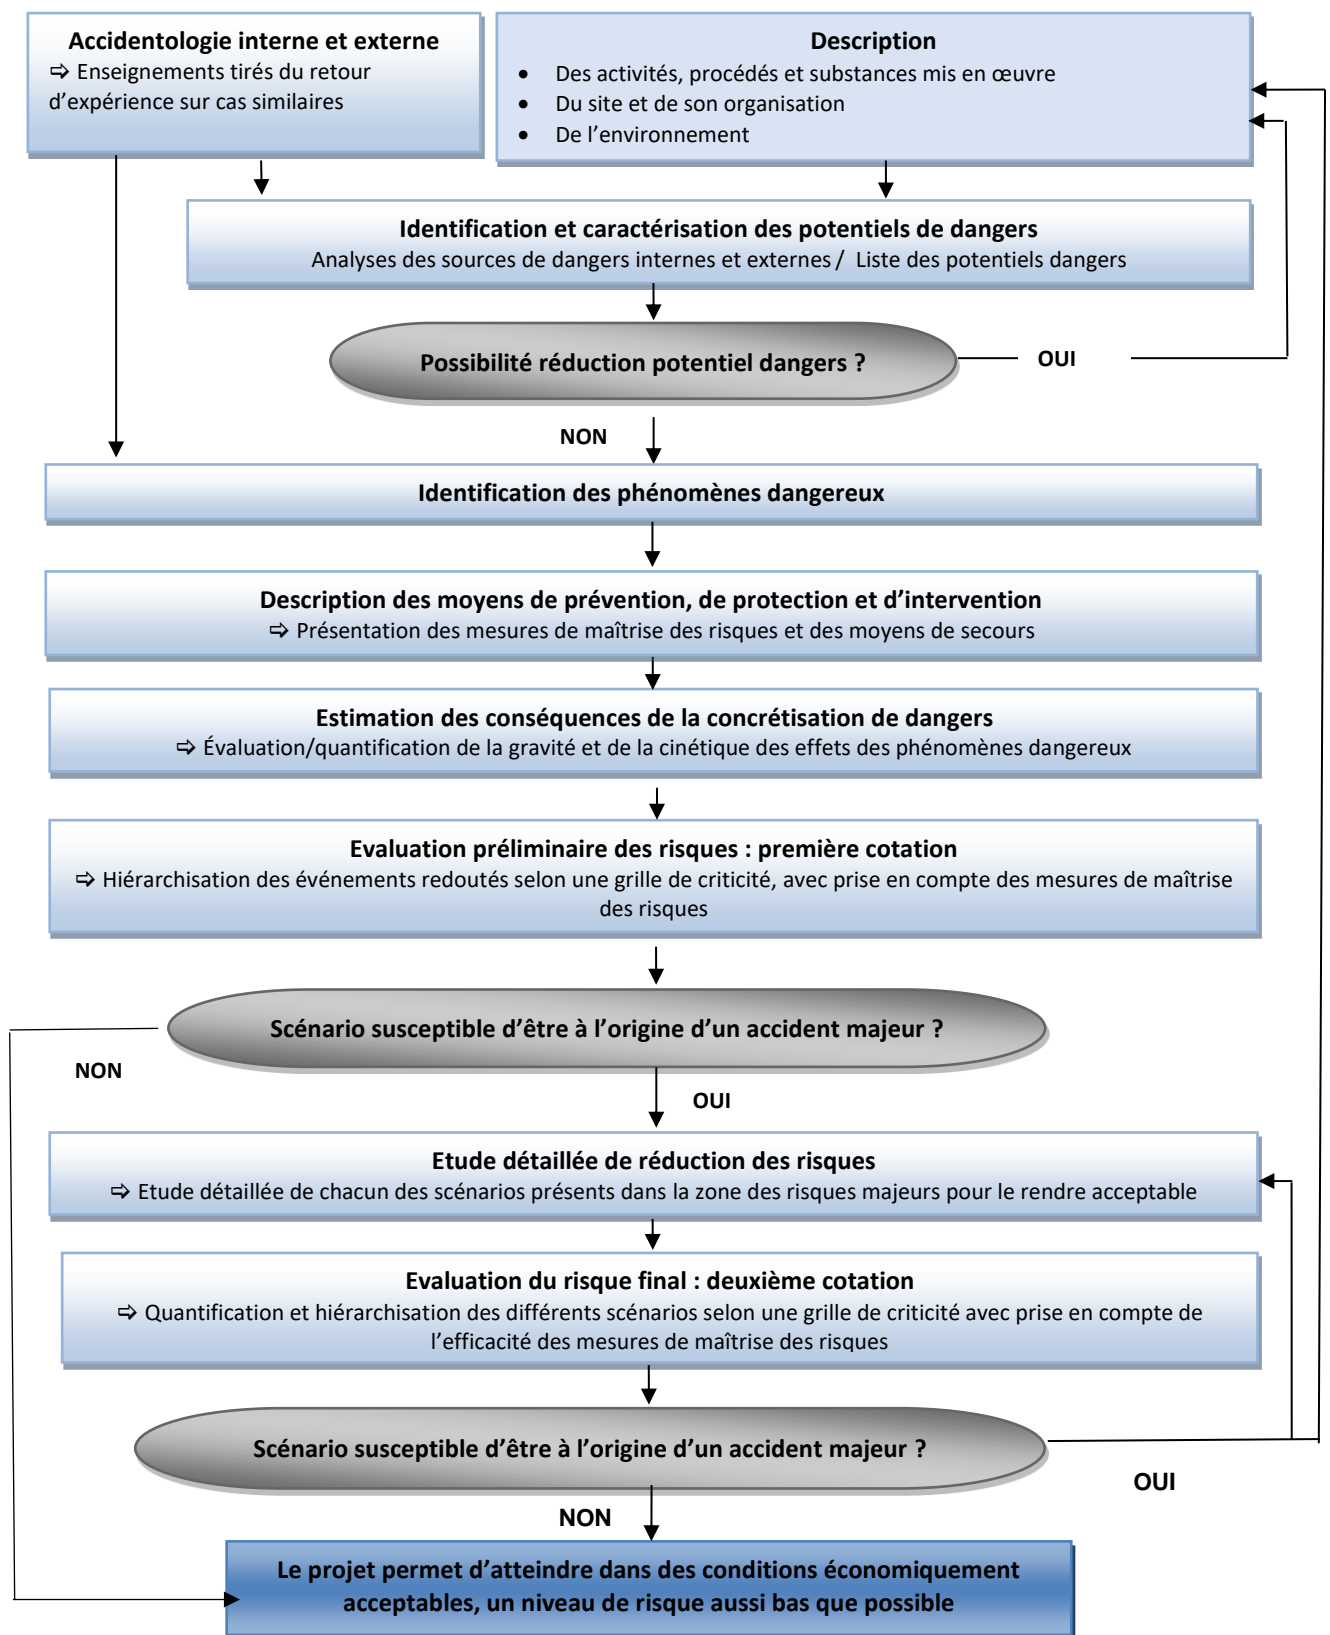 Accidentologie interne et externe
⇨ Enseignements tirés du retour
d’expérience sur cas similaires
Description
• Des activités, procédés et substances mis en œuvre
• Du site et de son organisation
• De l’environnement
Identification et caractérisation des potentiels de dangers
Analyses des sources de dangers internes et externes / Liste des potentiels dangers
Possibilité réduction potentiel dangers ?
OUI
NON
Identification des phénomènes dangereux
Description des moyens de prévention, de protection et d’intervention
⇨ Présentation des mesures de maîtrise des risques et des moyens de secours
Estimation des conséquences de la concrétisation de dangers
⇨ Évaluation/quantification de la gravité et de la cinétique des effets des phénomènes dangereux
Evaluation préliminaire des risques : première cotation
⇨ Hiérarchisation des événements redoutés selon une grille de criticité, avec prise en compte des mesures de maîtrise
des risques
Scénario susceptible d’être à l’origine d’un accident majeur ?
NON
OUI
Etude détaillée de réduction des risques
⇨ Etude détaillée de chacun des scénarios présents dans la zone des risques majeurs pour le rendre acceptable
Evaluation du risque final : deuxième cotation
⇨ Quantification et hiérarchisation des différents scénarios selon une grille de criticité avec prise en compte de
l’efficacité des mesures de maîtrise des risques
Scénario susceptible d’être à l’origine d’un accident majeur ?
OUI
NON
Le projet permet d’atteindre dans des conditions économiquement
acceptables, un niveau de risque aussi bas que possible